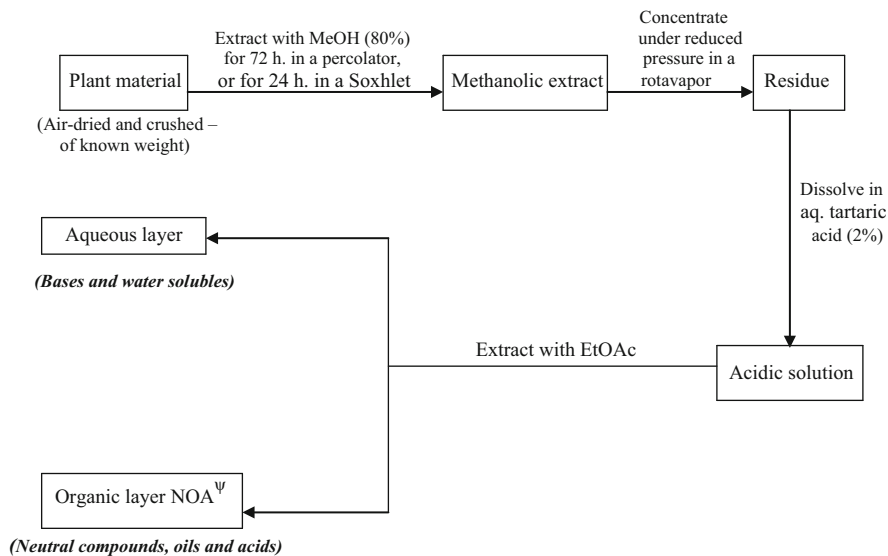 Extract with MeOH (80%)
for 72 h. in a percolator,
or for 24 h. in a Soxhlet
Concentrate
under reduced
pressure in a
rotavapor
Plant material
Methanolic extract
Residue
(Air-dried and crushed –
of known weight)
Dissolve in
aq. tartaric
acid (2%)
Aqueous layer
(Bases and water solubles)
Extract with EtOAc
Acidic solution
Organic layer NOAΨ
(Neutral compounds, oils and acids)